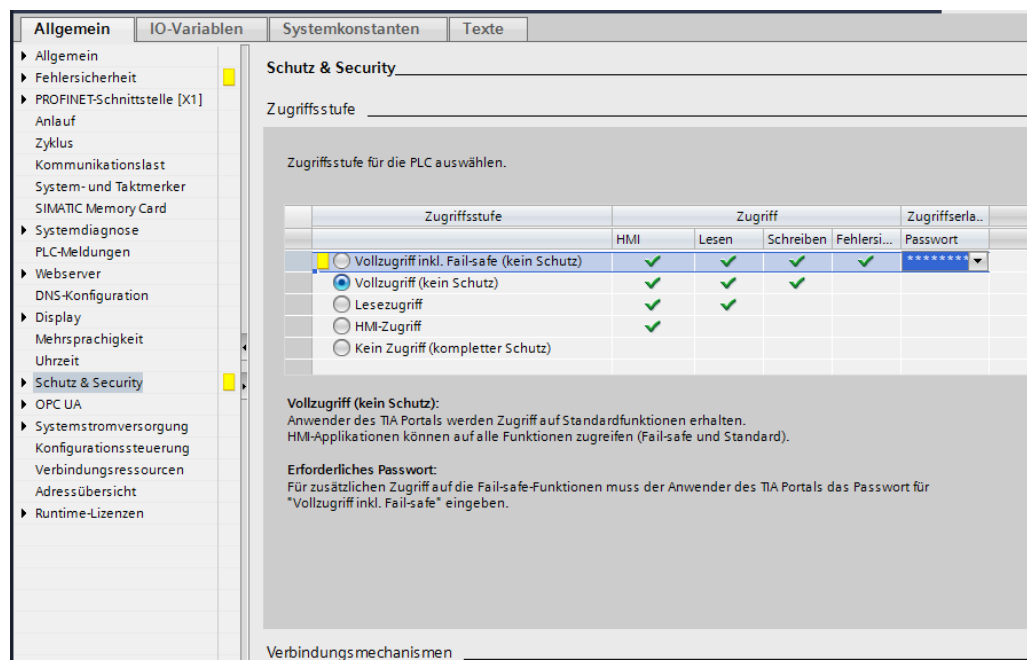 Allgemein IO-Variablen Systemkonstanten Texte
Allgemein
Fehlersicherheit
PROFINET-Schnittstelle [X1]
Anlauf
Zyklus
Kommunikationslast
System- und Taktmerker
SIMATIC Memory Card
Systemdiagnose
PLC-Meldungen
Webserver
DNS-Konfiguration
Display
Mehrsprachigkeit
Uhrzeit
Schutz & Security
OPC UA
Systemstromversorgung
Konfigurationssteuerung
Verbindungsressourcen
Adressübersicht
Runtime-Lizenzen
Schutz & Security
Zugriffsstufe
Zugriffsstufe für die PLC auswählen.
Zugriffsstufe Zugriff Zugriffserla..
HMI Lesen Schreiben Fehlersi... Passwort
Vollzugriff inkl. Fail-safe (kein Schutz) ********
Vollzugriff (kein Schutz)
Lesezugriff
HMI-Zugriff
Kein Zugriff (kompletter Schutz)
Vollzugriff (kein Schutz):
Anwender des TIA Portals werden Zugriff auf Standardfunktionen erhalten.
HMI-Applikationen können auf alle Funktionen zugreifen (Fail-safe und Standard).
Erforderliches Passwort:
Für zusätzlichen Zugriff auf die Fail-safe-Funktionen muss der Anwender des TIA Portals das Passwort für
"Vollzugriff inkl. Fail-safe" eingeben.
Verbindungsmechanismen